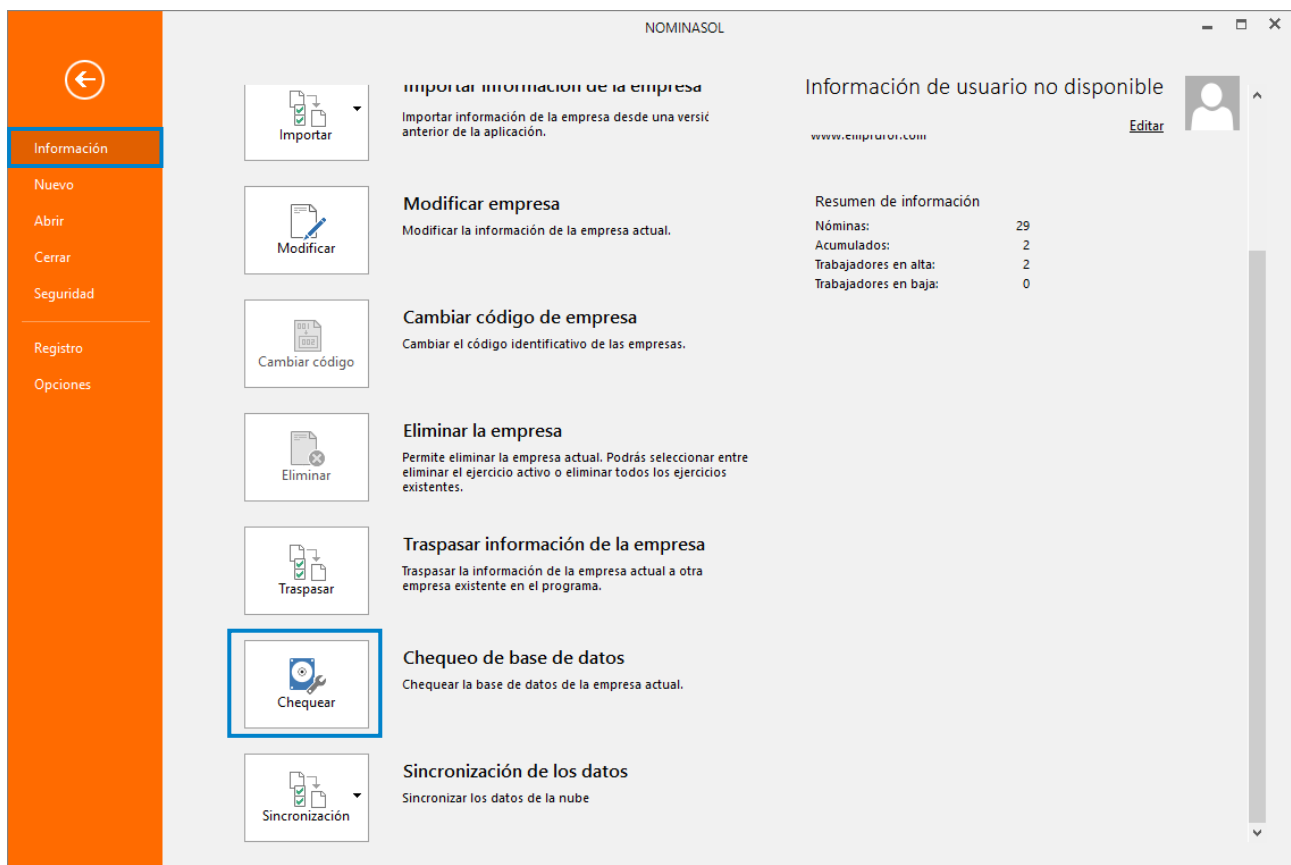 NOMINASOL
Información
Nuevo
Abrir
Cerrar
Seguridad
Registro
Opciones
Importar
Importar información de la empresa
Importar información de la empresa desde una versió
anterior de la aplicación.
Modificar
Modificar empresa
Modificar la información de la empresa actual.
Cambiar código
Cambiar código de empresa
Cambiar el código identificativo de las empresas.
Eliminar
Eliminar la empresa
Permite eliminar la empresa actual. Podrás seleccionar entre
eliminar el ejercicio activo o eliminar todos los ejercicios
existentes.
Traspasar
Traspasar información de la empresa
Traspasar la información de la empresa actual a otra
empresa existente en el programa.
Chequear
Chequeo de base de datos
Chequear la base de datos de la empresa actual.
Sincronización
Sincronización de los datos
Sincronizar los datos de la nube
Información de usuario no disponible
Editar
Resumen de información
Nóminas: 29
Acumulados: 2
Trabajadores en alta: 2
Trabajadores en baja: 0